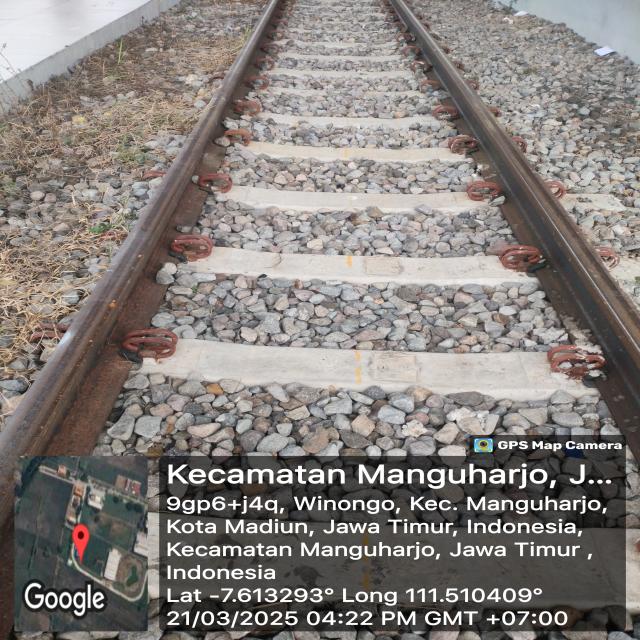 GPS Map Camera
Kecamatan Manguharjo, J...
9gp6+j4q, Winongo, Kec. Manguharjo,
Kota Madiun, Jawa Timur, Indonesia,
Kecamatan Manguharjo, Jawa Timur ,
Indonesia
Lat -7.613293° Long 111.510409°
21/03/2025 04:22 PM GMT +07:00
Google